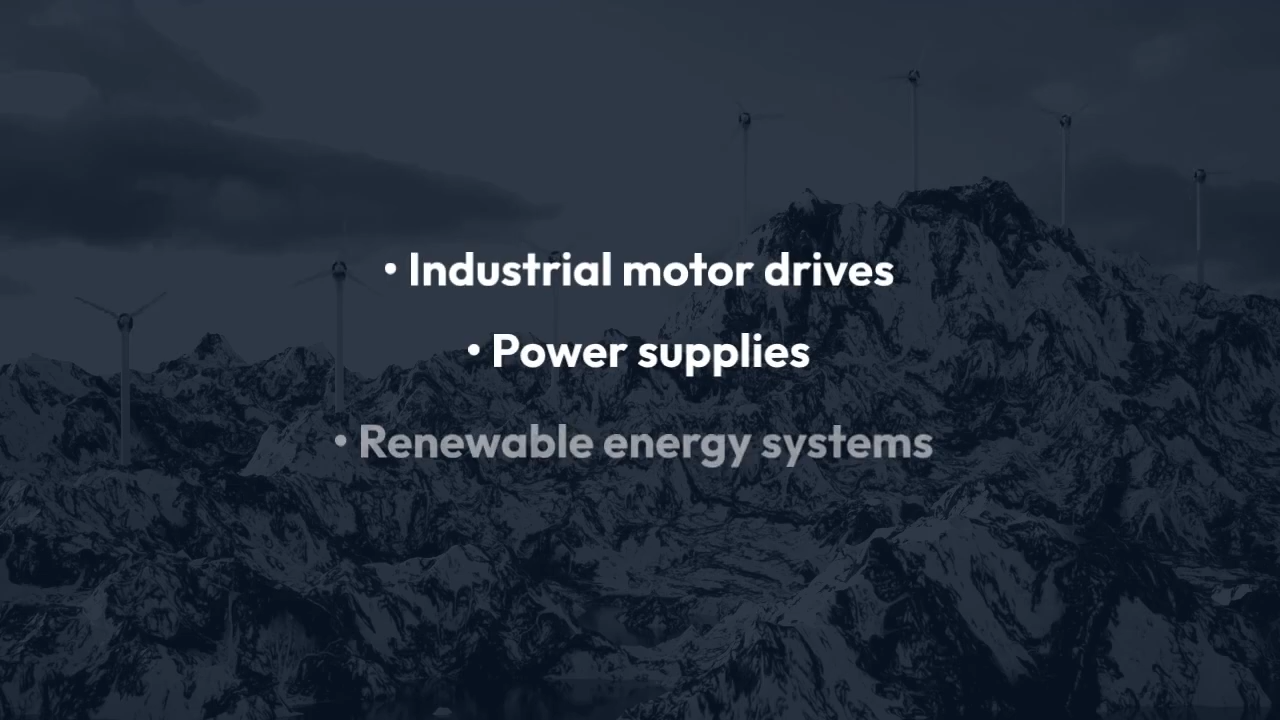 • Industrial motor drives
• Power supplies
• Renewable energy systems